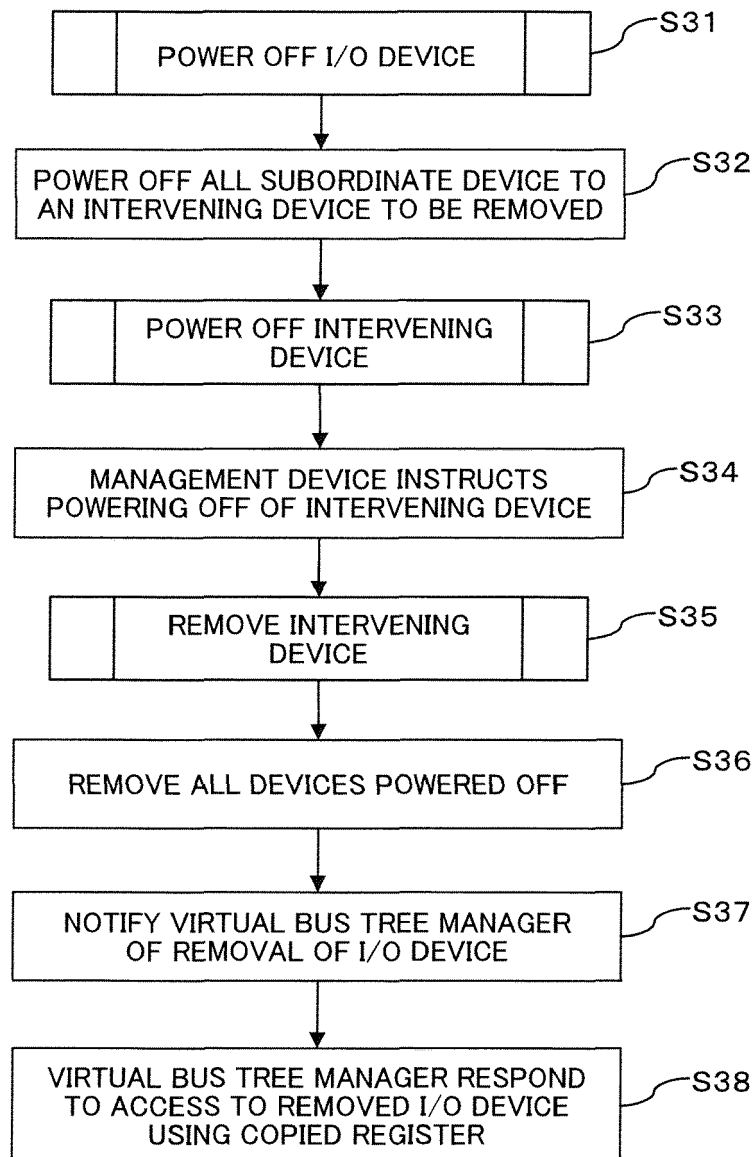 S31
POWER OFF I/O DEVICE
S32
POWER OFF ALL SUBORDINATE DEVICE TO
AN INTERVENING DEVICE TO BE REMOVED
S33
POWER OFF INTERVENING
DEVICE
S34
MANAGEMENT DEVICE INSTRUCTS
POWERING OFF OF INTERVENING DEVICE
S35
REMOVE INTERVENING
DEVICE
S36
REMOVE ALL DEVICES POWERED OFF
S37
NOTIFY VIRTUAL BUS TREE MANAGER
OF REMOVAL OF I/O DEVICE
S38
VIRTUAL BUS TREE MANAGER RESPOND
TO ACCESS TO REMOVED I/O DEVICE
USING COPIED REGISTER